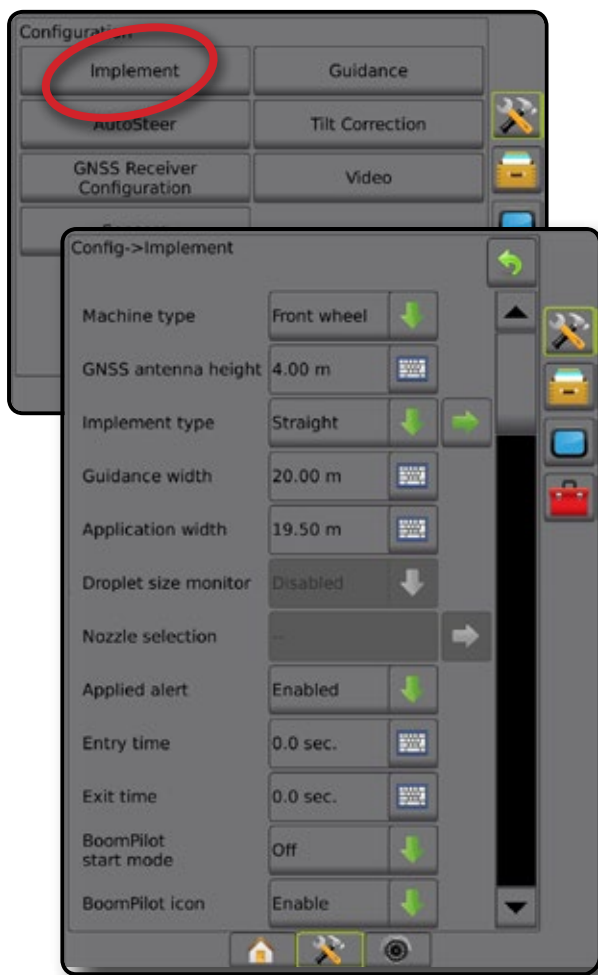 Configuration
Implement
Guidance
AutoSteer
Tilt Correction
GNSS Receiver
Configuration
Video
Config->Implement
Machine type
Front wheel
GNSS antenna height
4.00 m
Implement type
Straight
Guidance width
20.00 m
Application width
19.50 m
Droplet size monitor
Disabled
Nozzle selection
--
Applied alert
Enabled
Entry time
0.0 sec.
Exit time
0.0 sec.
BoomPilot
start mode
Off
BoomPilot icon
Enable